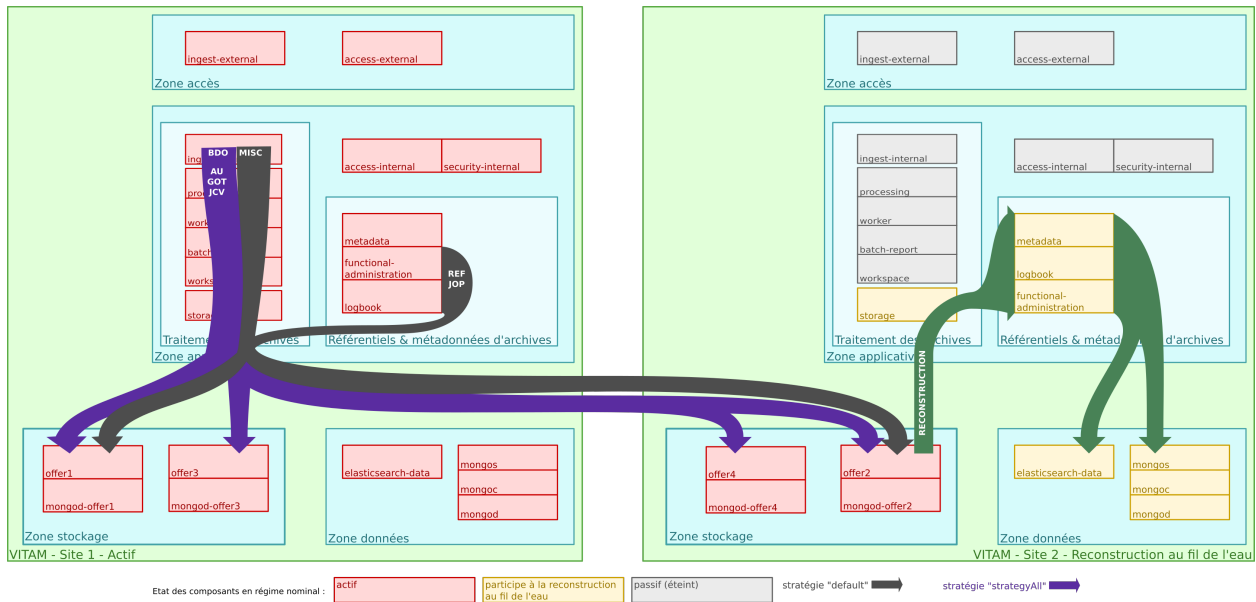 ingest-external
access-external
Zone accès
BDO
MISC
AU
GOT
JCV
access-internal
security-internal
metadata
functional-
administration
logbook
REF
JOP
Référentiels & métadonnées d'archives
offer1
mongod-offer1
offer3
mongod-offer3
Zone stockage
elasticsearch-data
mongos
mongoc
mongod
Zone données
VITAM - Site 1 - Actif
ingest-external
access-external
Zone accès
ingest-internal
processing
worker
batch-report
workspace
storage
Traitement des archives
Zone applicative
access-internal
security-internal
metadata
logbook
functional-
administration
Référentiels & métadonnées d'archives
RECONSTRUCTION
offer4
mongod-offer4
offer2
mongod-offer2
Zone stockage
elasticsearch-data
mongos
mongoc
mongod
Zone données
VITAM - Site 2 - Reconstruction au fil de l'eau
Etat des composants en régime nominal :
actif
participe à la reconstruction
au fil de l'eau
passif (éteint)
stratégie "default"
stratégie "strategyAll"